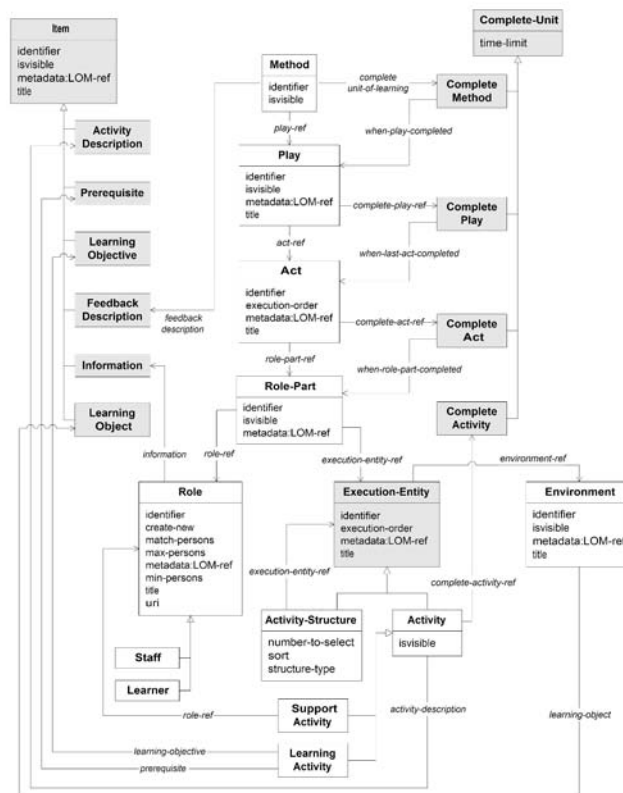 Item
identifier
isvisible
metadata:LOM-ref
title
Complete-Unit
time-limit
Method
identifier
isvisible
complete
unit-of-learning
Complete
Method
play-ref
when-play-completed
Activity
Description
Play
identifier
isvisible
metadata:LOM-ref
title
complete-play-ref
Complete
Play
Prerequisite
Learning
Objective
act-ref
when-last-act-completed
Act
identifier
execution-order
metadata:LOM-ref
title
complete-act-ref
Complete
Act
Feedback
Description
feedback
description
Information
role-part-ref
when-role-part-completed
Role-Part
identifier
isvisible
metadata:LOM-ref
Complete
Activity
Learning
Object
information
role-ref
execution-entity-ref
environment-ref
Role
identifier
create-new
match-persons
max-persons
metadata:LOM-ref
min-persons
title
uri
Execution-Entity
identifier
execution-order
metadata:LOM-ref
title
Environment
identifier
isvisible
metadata:LOM-ref
title
execution-entity-ref
complete-activity-ref
Activity-Structure
number-to-select
sort
structure-type
Activity
isvisible
Staff
Learner
role-ref
Support
Activity
activity-description
learning-object
learning-objective
prerequisite
Learning
Activity